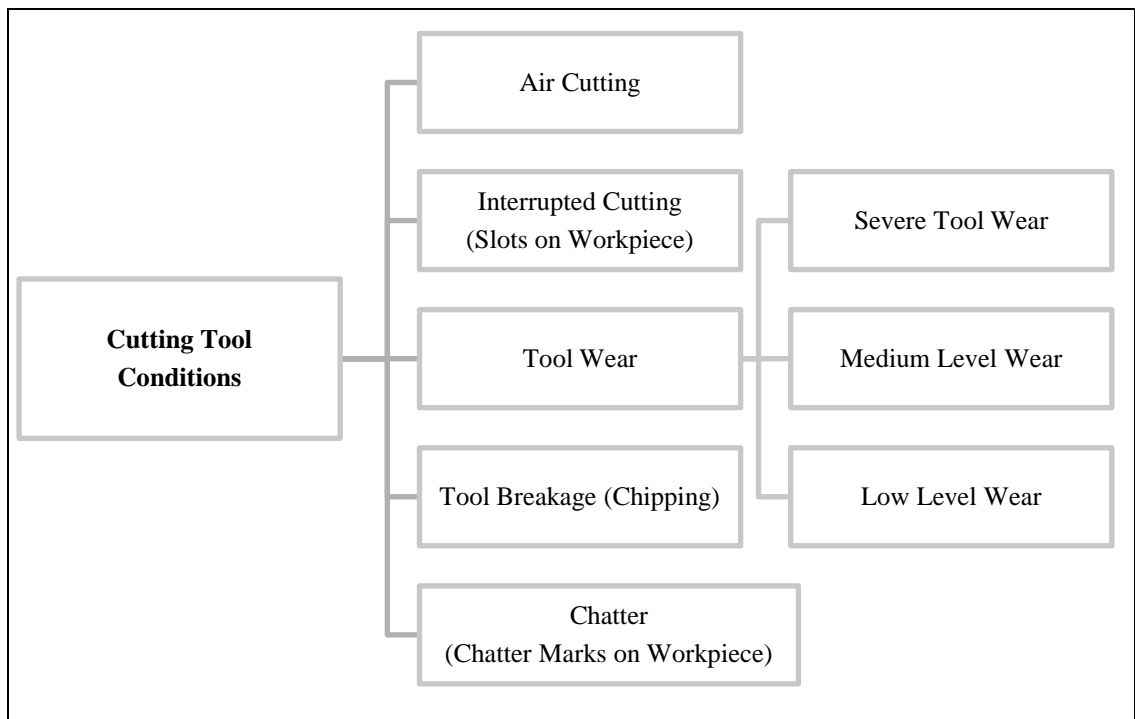 Air Cutting
Interrupted Cutting
(Slots on Workpiece)
Severe Tool Wear
Cutting Tool
Conditions
Tool Wear
Medium Level Wear
Tool Breakage (Chipping)
Low Level Wear
Chatter
(Chatter Marks on Workpiece)